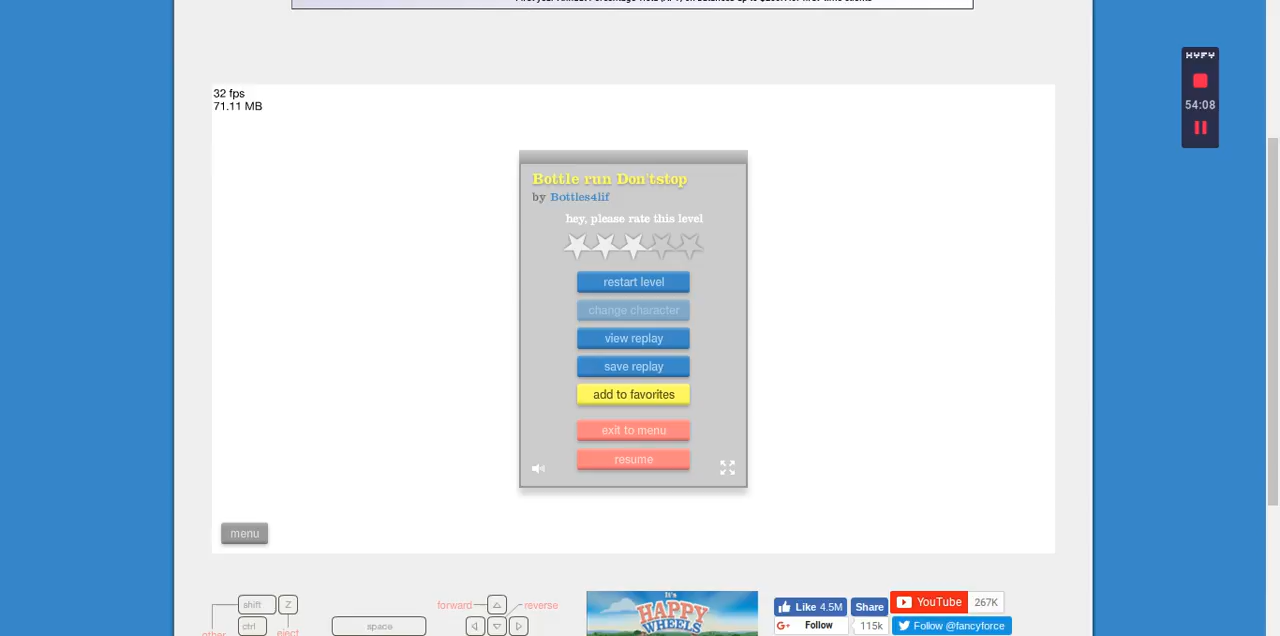 32 fps
71.11 MB
HYFY
54:08
Bottle run Don'tstop
by Bottles4lif
hey, please rate this level
restart level
change character
view replay
save replay
add to favorites
exit to menu
resume
menu
shift
Z
ctrl
eject
space
forward
reverse
It's
HAPPY
WHEELS
Like 4.5M
Share
YouTube
267K
G+ Follow
115k
Follow @fancyforce